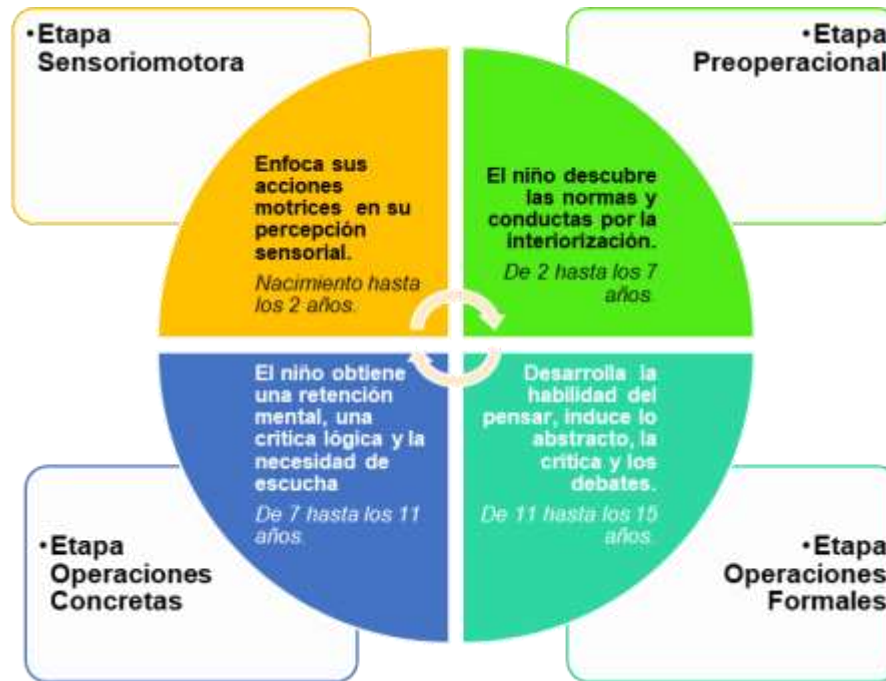 •Etapa
Sensoriomotora
Enfoca sus
acciones
motrices en su
percepción
sensorial.
Nacimiento hasta
los 2 años.
•Etapa
Preoperacional
El niño descubre
las normas y
conductas por la
interiorización.
De 2 hasta los 7
años.
•Etapa
Operaciones
Concretas
El niño obtiene
una retención
mental, una
critica lógica y la
necesidad de
escucha
De 7 hasta los 11
años.
•Etapa
Operaciones
Formales
Desarrolla la
habilidad del
pensar, induce lo
abstracto, la
critica y los
debates.
De 11 hasta los 15
años.